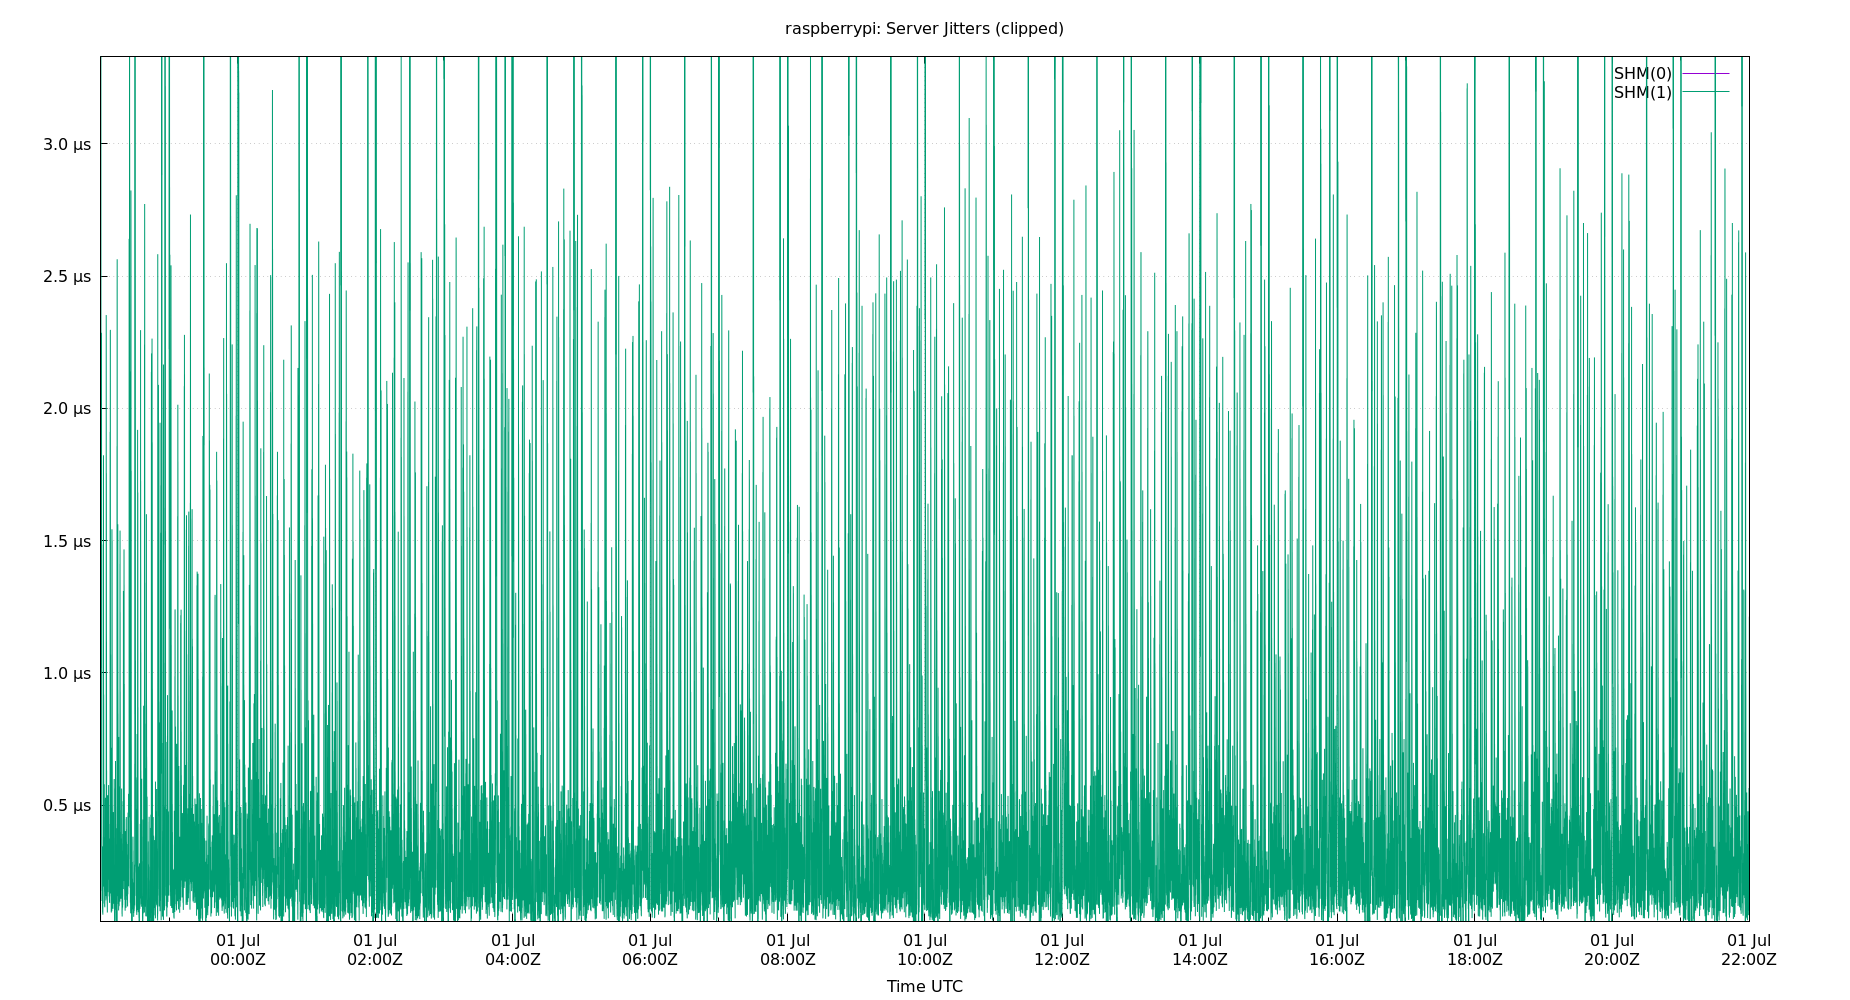 raspberrypi: Server Jitters (clipped)
SHM(0)
SHM(1)
3.0 µs
2.5 µs
2.0 µs
1.5 µs
1.0 µs
0.5 µs
01 Jul 01 Jul 01 Jul 01 Jul 01 Jul 01 Jul 01 Jul 01 Jul 01 Jul 01 Jul 01 Jul 01 Jul
00:00Z 02:00Z 04:00Z 06:00Z 08:00Z 10:00Z 12:00Z 14:00Z 16:00Z 18:00Z 20:00Z 22:00Z
Time UTC